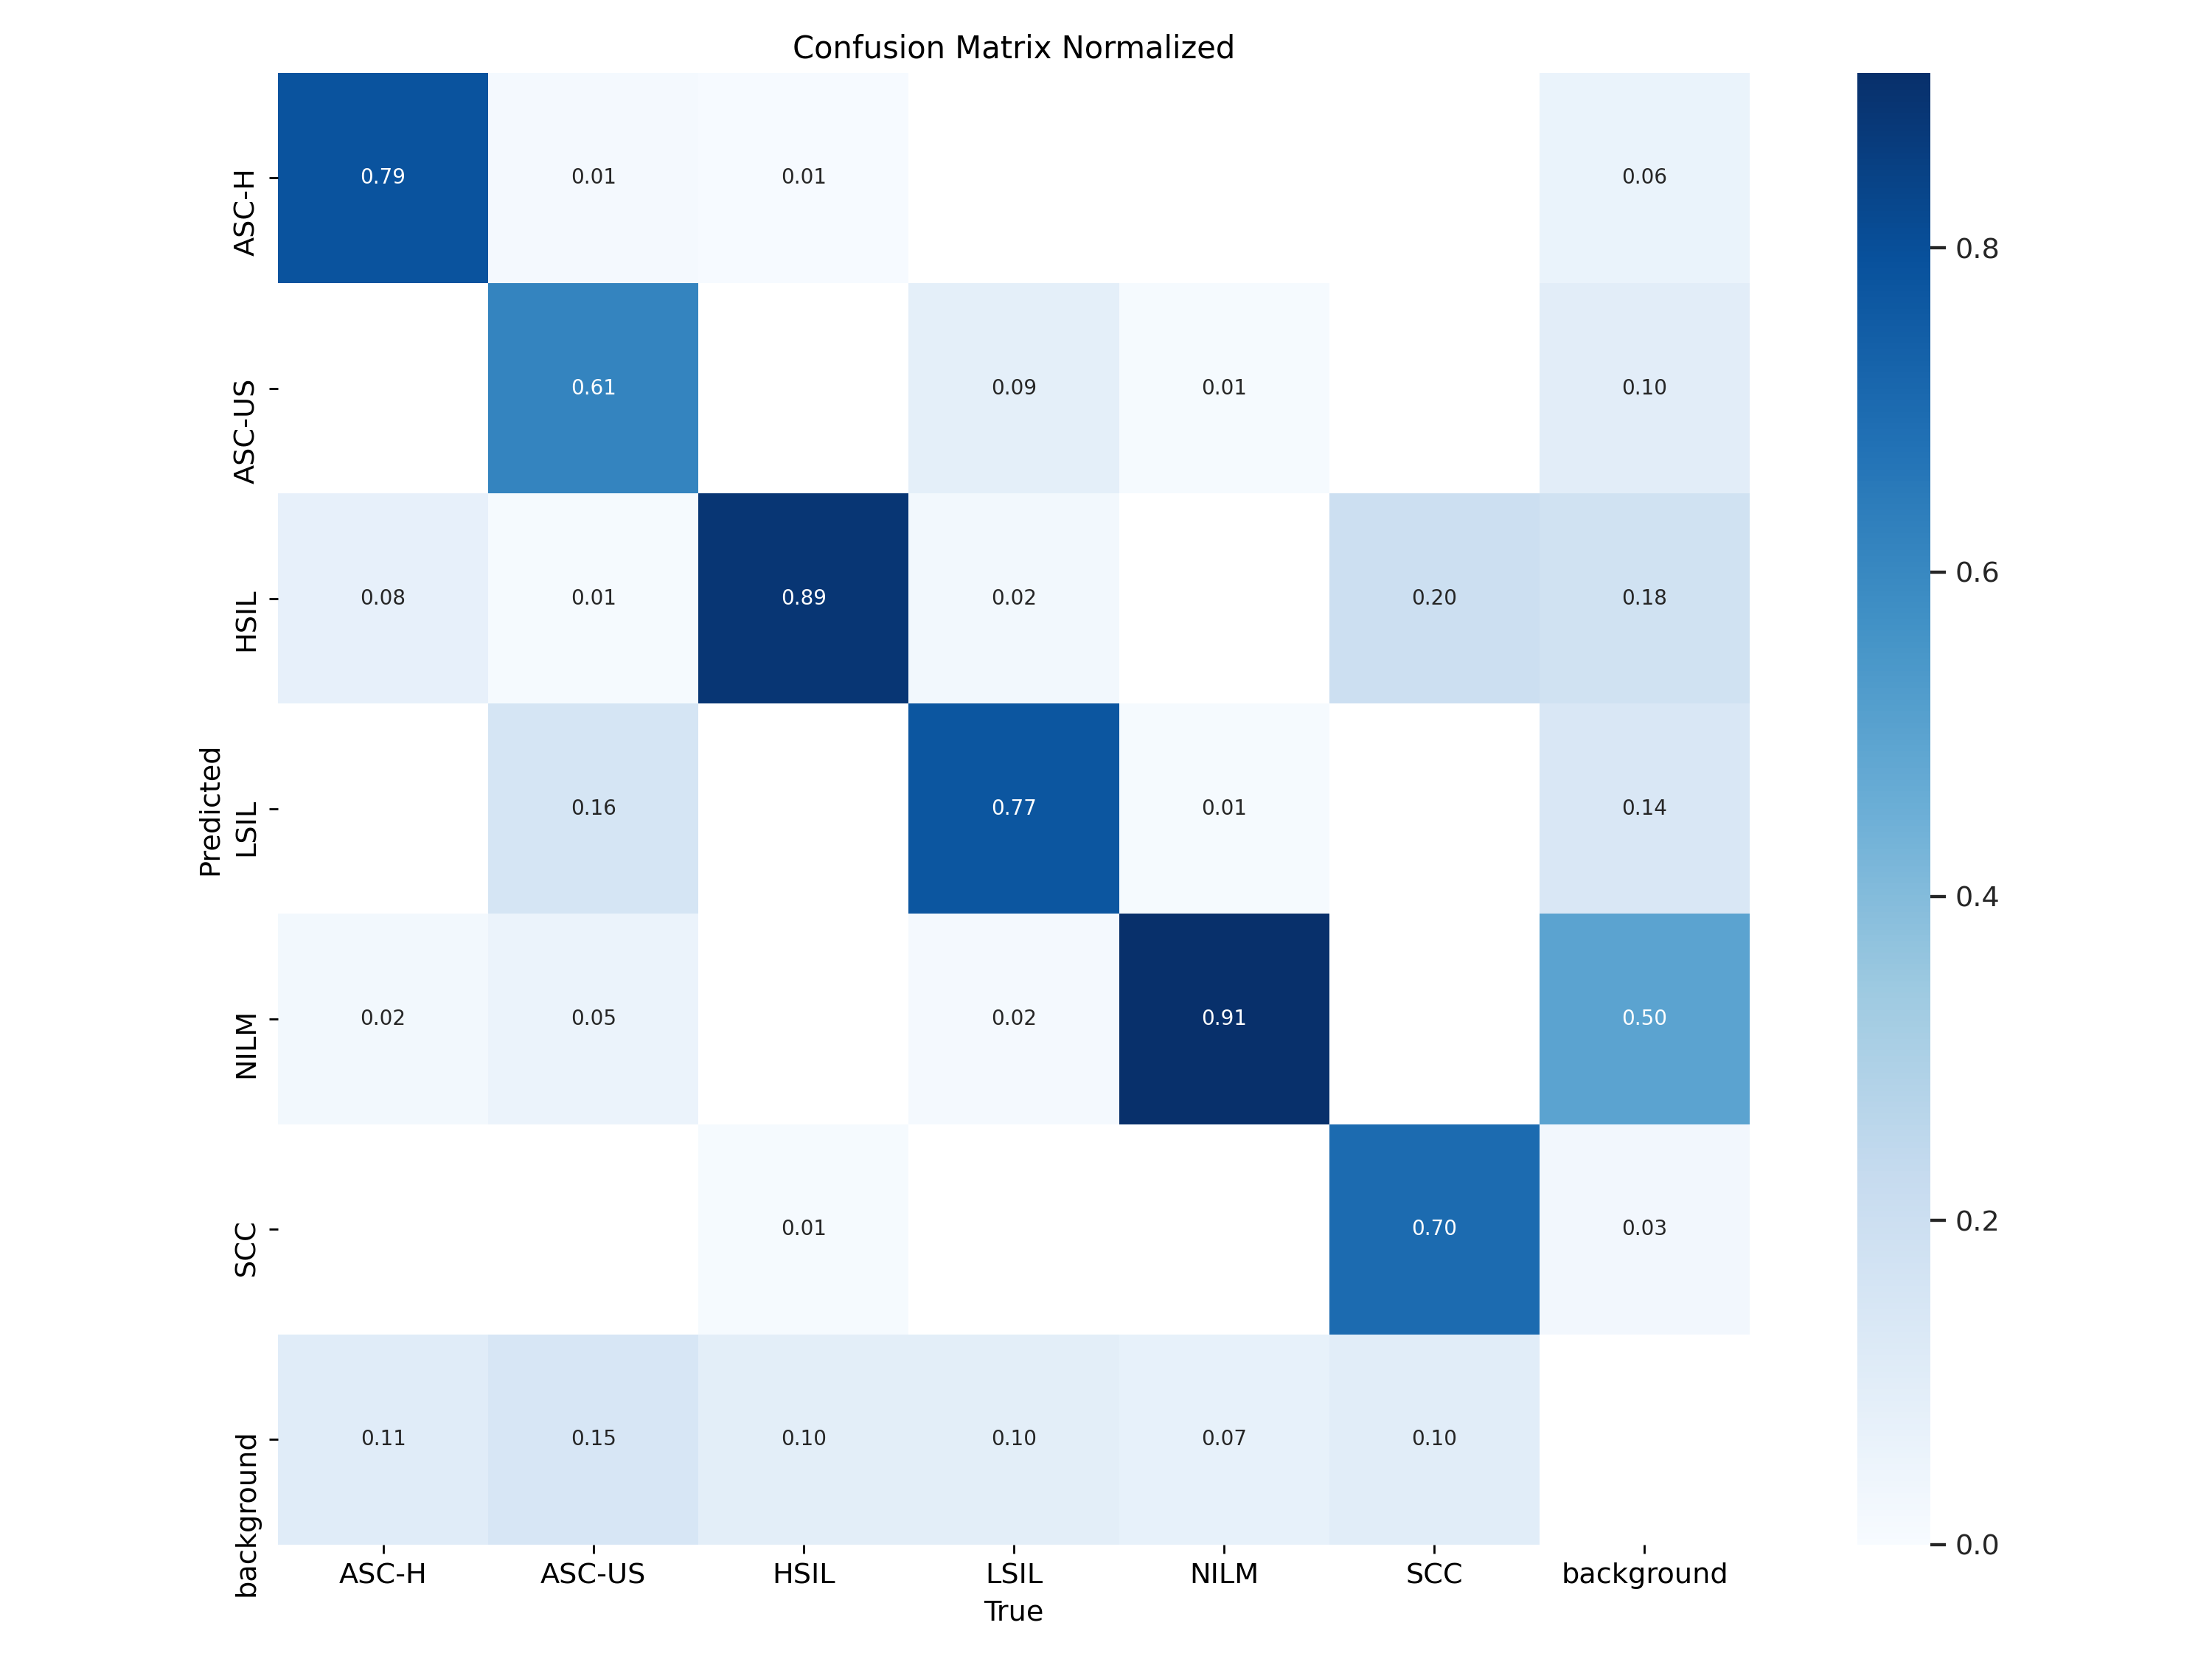 Confusion Matrix Normalized
ASC-H 0.79 0.01 0.01 0.06
ASC-US 0.61 0.09 0.01 0.10
HSIL 0.08 0.01 0.89 0.02 0.20 0.18
LSIL 0.16 0.77 0.01 0.14
NILM 0.02 0.05 0.02 0.91 0.50
SCC 0.01 0.70 0.03
background 0.11 0.15 0.10 0.10 0.07 0.10
Predicted
ASC-H ASC-US HSIL LSIL NILM SCC background
True
0.8
0.6
0.4
0.2
0.0